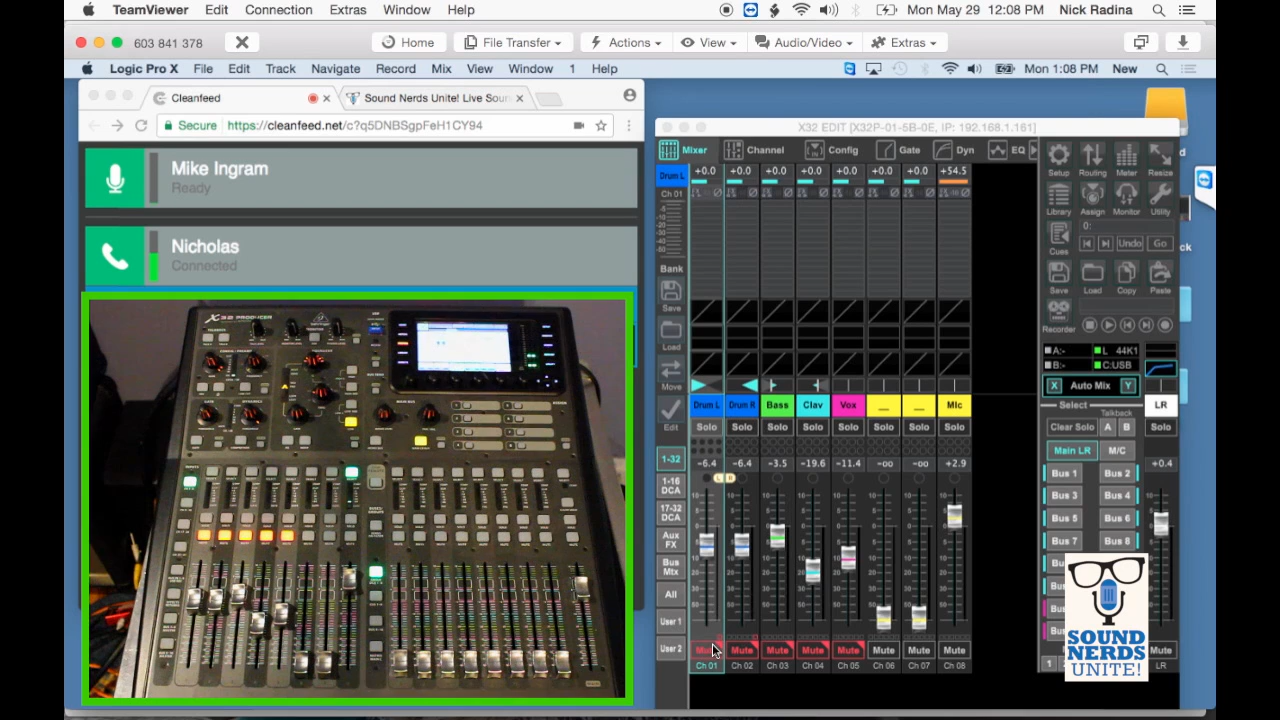 TeamViewer Edit Connection Extras Window Help Mon May 29 12:08 PM Nick Radina
603 841 378 Home File Transfer Actions View Audio/Video Extras
Logic Pro X File Edit Track Navigate Record Mix View Window 1 Help Mon 1:08 PM New
Cleanfeed Sound Nerds Unite! Live Soun
Secure https://cleanfeed.net/c?q5DNBSgpFeH1CY94
Mike Ingram
Ready
Nicholas
Connected
X32 PRODUCER
X32 EDIT [X32P-01-5B-0E, IP: 192.168.1.161]
Mixer Channel Config Gate Dyn EQ
Drum L +0.0 +0.0 +0.0 +0.0 +0.0 +0.0 +0.0 +54.5
Ch 01
Setup Routing Meter Resize
Library Assign Monitor Utility
0:
Cues Undo Go
Bank
Save
Load
Move
Edit
Save Load Copy Paste
Recorder
A:- L 44K1
B:- C:USB
X Auto Mix Y
Drum L Drum R Bass Clav Vox __ __ Mic
Solo Solo Solo Solo Solo Solo Solo Solo
-6.4 -6.4 -3.5 -19.6 -11.4 -oo -oo +2.9
1-32
1-16 DCA
17-32 DCA
Aux FX
Bus Mtx
All
User 1
User 2
Mute Mute Mute Mute Mute Mute Mute
Ch 01 Ch 02 Ch 03 Ch 04 Ch 05 Ch 06 Ch 07 Ch 08
Select
Talkback
Clear Solo A B
Main LR M/C
Bus 1 Bus 2
Bus 3 Bus 4
Bus 5 Bus 6
Bus 7 Bus 8
LR
Solo
+0.4
Mute
LR
SOUND
NERDS
UNITE!